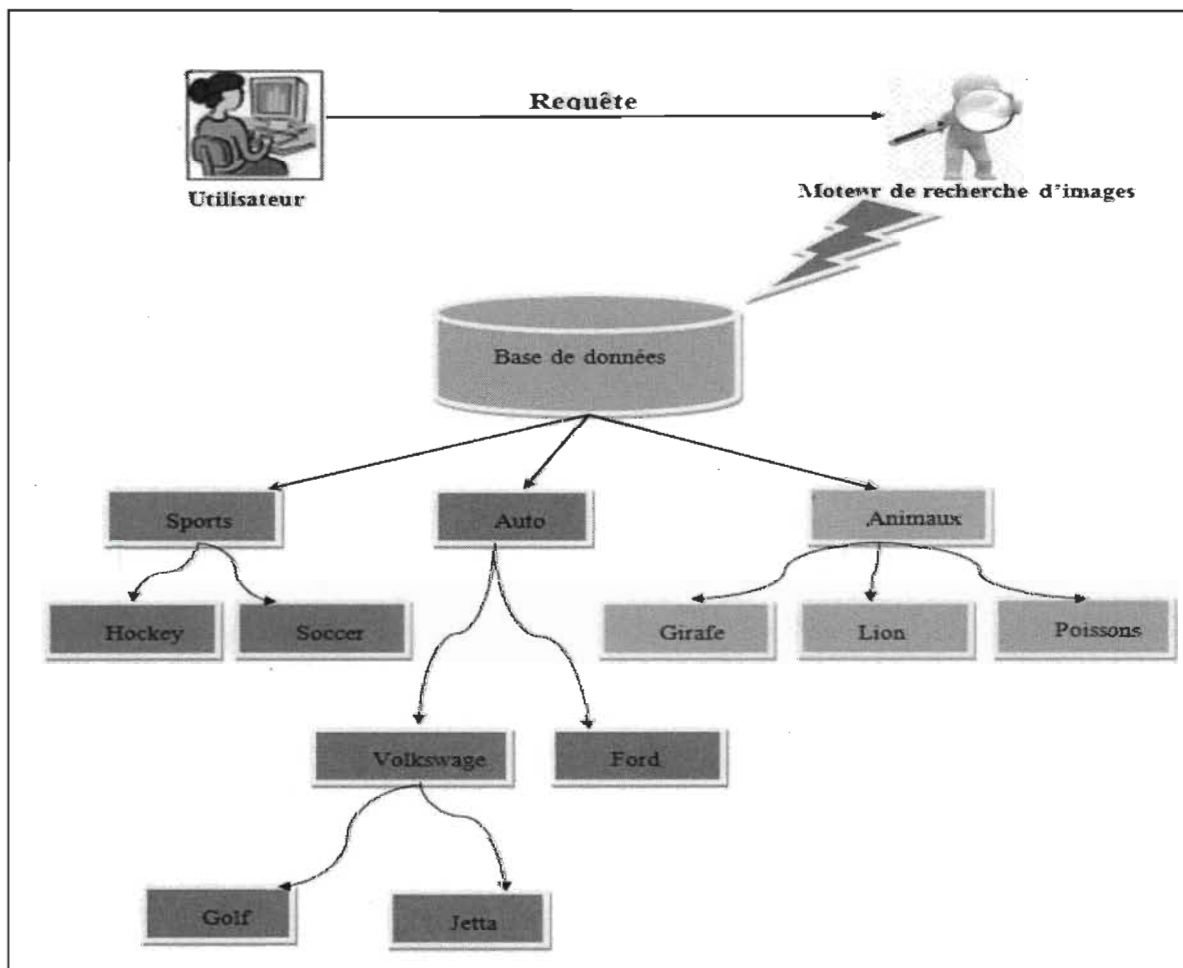 Requête
Utilisateur
Moteur de recherche d'images
Base de données
Sports
Auto
Animaux
Hockey
Soccer
Girafe
Lion
Poissons
Volkswage
Ford
Golf
Jetta